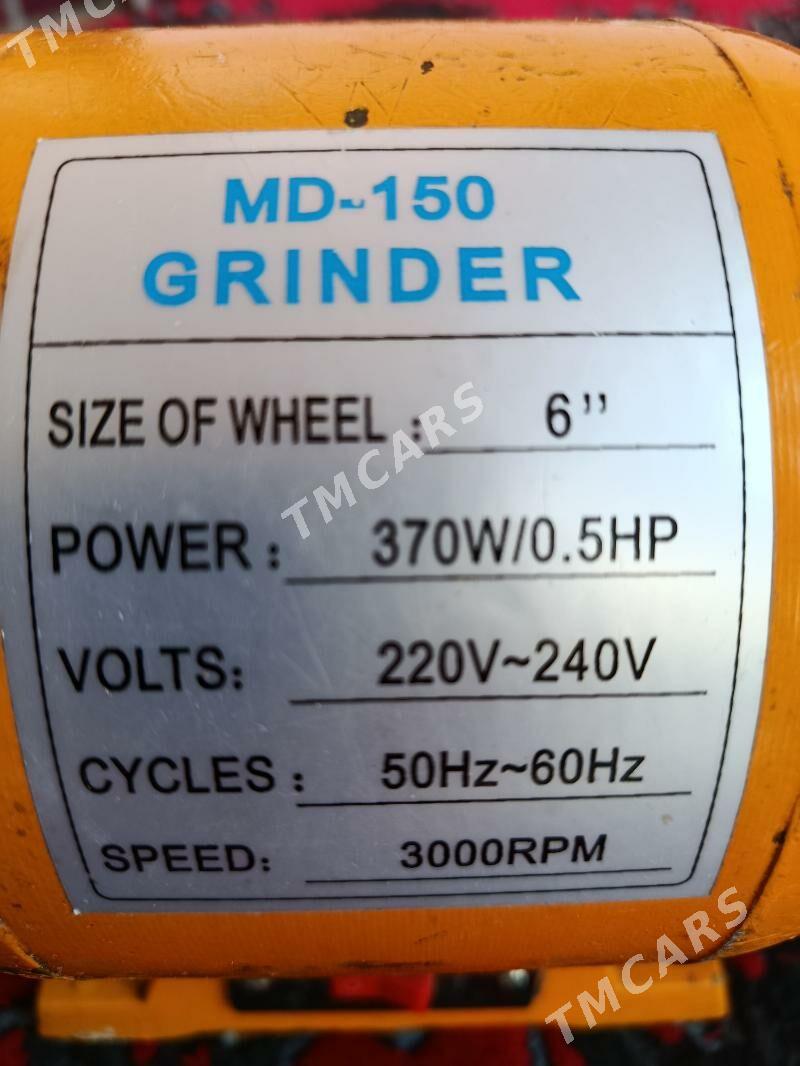 TMCARS
TMCARS
MD-150
GRINDER
SIZE OF WHEEL : 6''
TMCARS
POWER : 370W/0.5HP
VOLTS: 220V~240V
CYCLES : 50Hz~60Hz
SPEED: 3000RPM
TMCARS